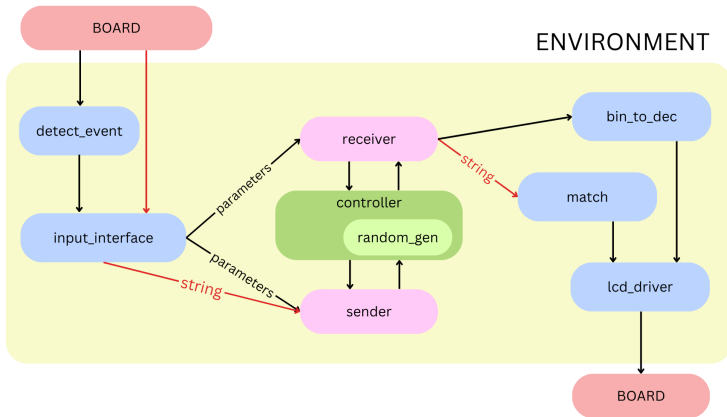 BOARD
ENVIRONMENT
detect_event
bin_to_dec
receiver
parameters
string
controller
match
input_interface
random_gen
parameters
string
lcd_driver
sender
BOARD